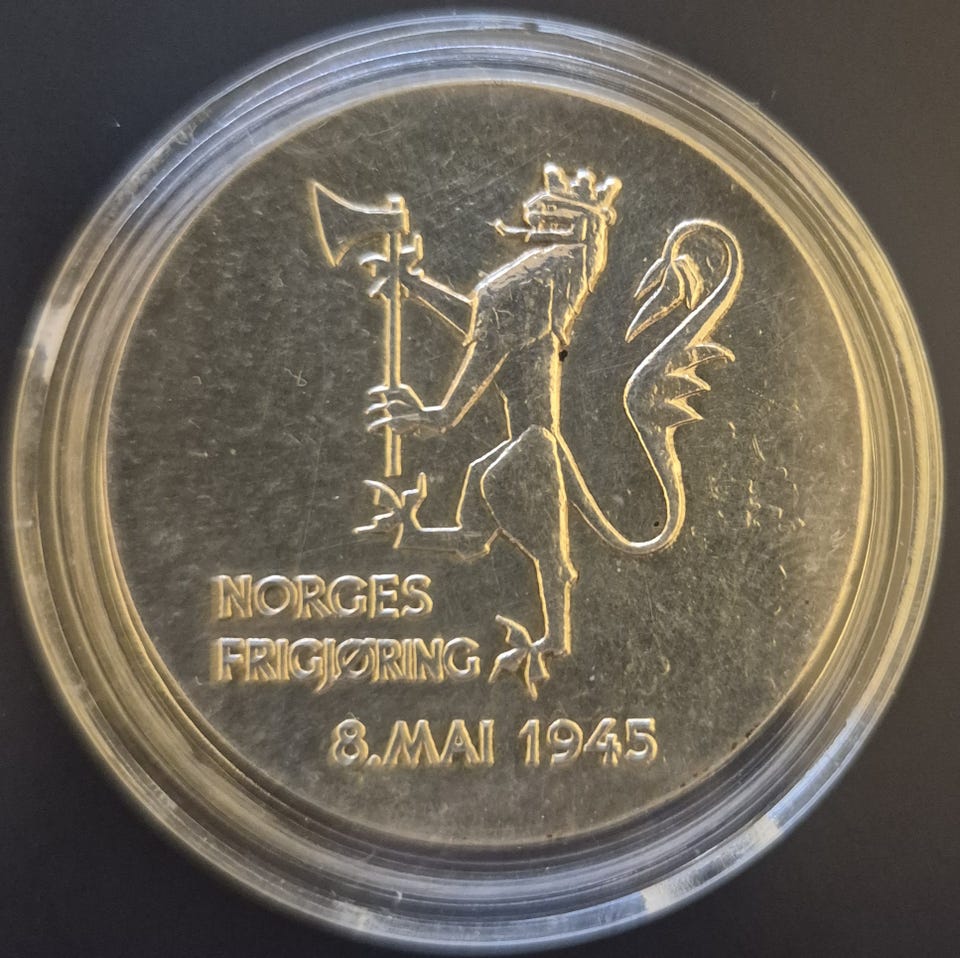 NORGES
FRIGJØRING
8. MAI 1945